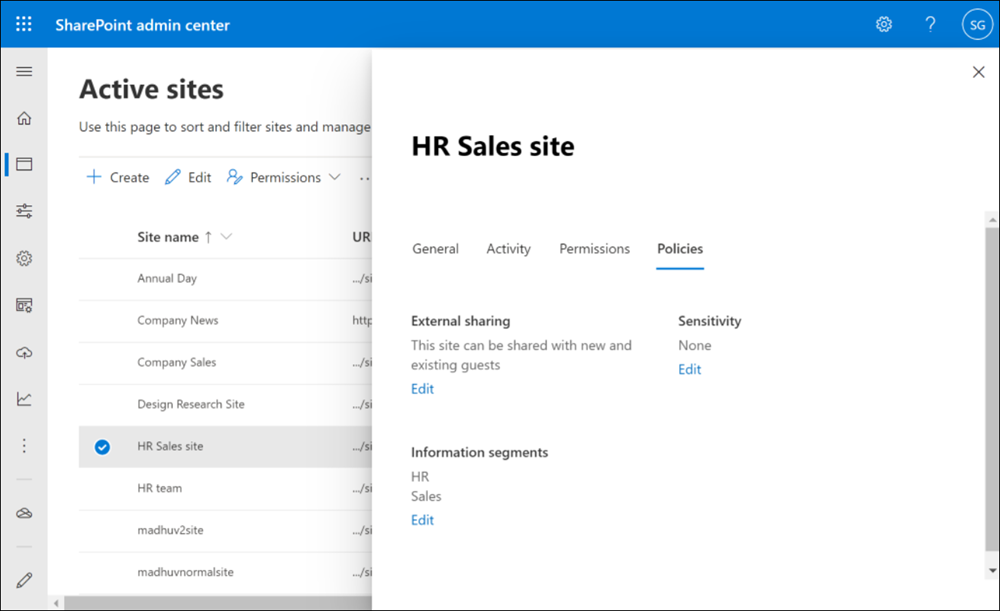 SharePoint admin center
?
SG
Active sites
Use this page to sort and filter sites and manage
Create Edit Permissions ..
Site name ↑ UR
Annual Day .../si
Company News http
Company Sales .../si
Design Research Site .../si
HR Sales site .../si
HR team .../si
madhuv2site .../si
madhuvnormalsite .../si
HR Sales site
General Activity Permissions Policies
External sharing
This site can be shared with new and
existing guests
Edit
Sensitivity
None
Edit
Information segments
HR
Sales
Edit